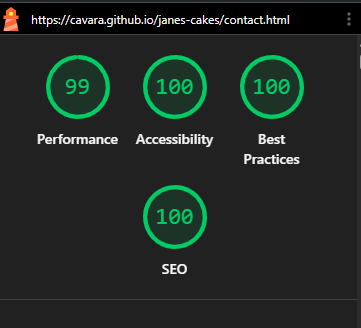 https://cavara.github.io/janes-cakes/contact.html
99 100 100
Performance Accessibility Best
Practices
100
SEO